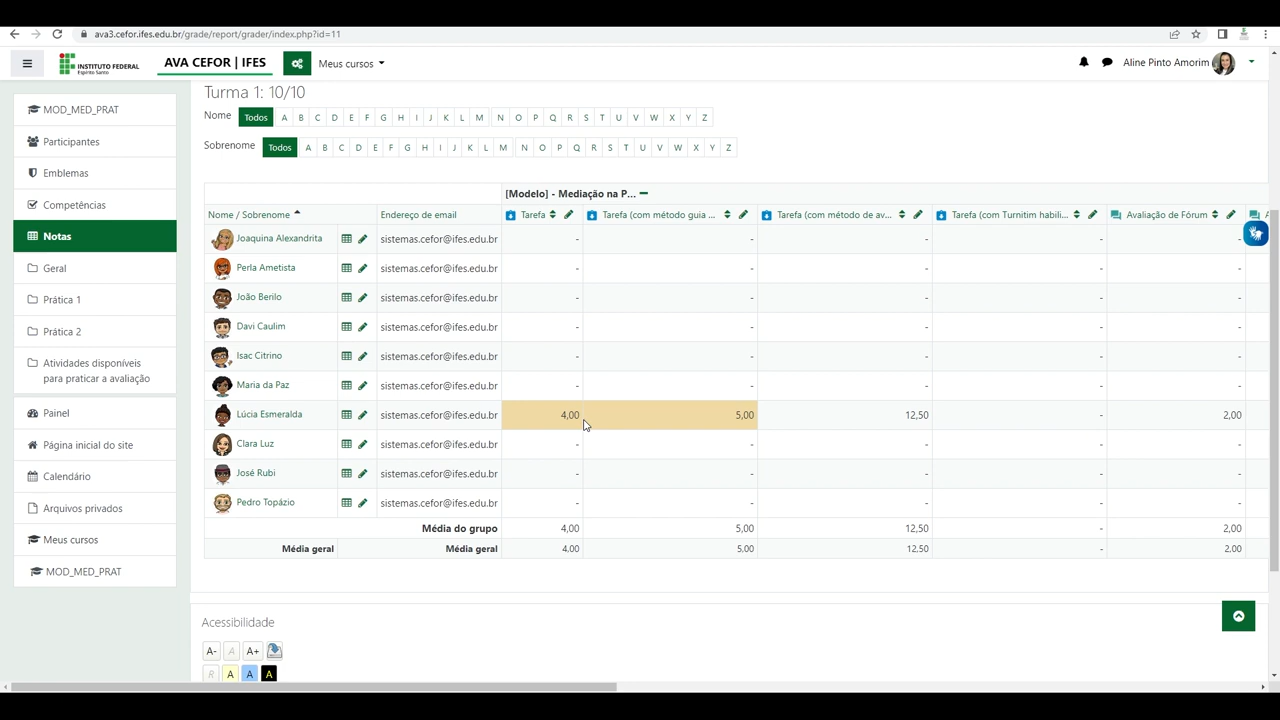 ava3.cefor.ifes.edu.br/grade/report/grader/index.php?id=11
INSTITUTO FEDERAL
Espírito Santo
AVA CEFOR | IFES
Meus cursos
Aline Pinto Amorim
MOD_MED_PRAT
Participantes
Emblemas
Competências
Notas
Geral
Prática 1
Prática 2
Atividades disponíveis
para praticar a avaliação
Painel
Página inicial do site
Calendário
Arquivos privados
Meus cursos
MOD_MED_PRAT
Turma 1: 10/10
Nome Todos A B C D E F G H I J K L M N O P Q R S T U V W X Y Z
Sobrenome Todos A B C D E F G H I J K L M N O P Q R S T U V W X Y Z
[Modelo] - Mediação na P...
Nome / Sobrenome Endereço de email Tarefa Tarefa (com método guia ... Tarefa (com método de av... Tarefa (com Turnitim habili... Avaliação de Fórum A
Joaquina Alexandrita sistemas.cefor@ifes.edu.br - - - - -
Perla Ametista sistemas.cefor@ifes.edu.br - - - - -
João Berilo sistemas.cefor@ifes.edu.br - - - - -
Davi Caulim sistemas.cefor@ifes.edu.br - - - - -
Isac Citrino sistemas.cefor@ifes.edu.br - - - - -
Maria da Paz sistemas.cefor@ifes.edu.br - - - - -
Lúcia Esmeralda sistemas.cefor@ifes.edu.br 4,00 5,00 12,50 - 2,00
Clara Luz sistemas.cefor@ifes.edu.br - - - - -
José Rubi sistemas.cefor@ifes.edu.br - - - - -
Pedro Topázio sistemas.cefor@ifes.edu.br - - - - -
Média do grupo 4,00 5,00 12,50 - 2,00
Média geral Média geral 4,00 5,00 12,50 - 2,00
Acessibilidade
A- A A+
R A A A